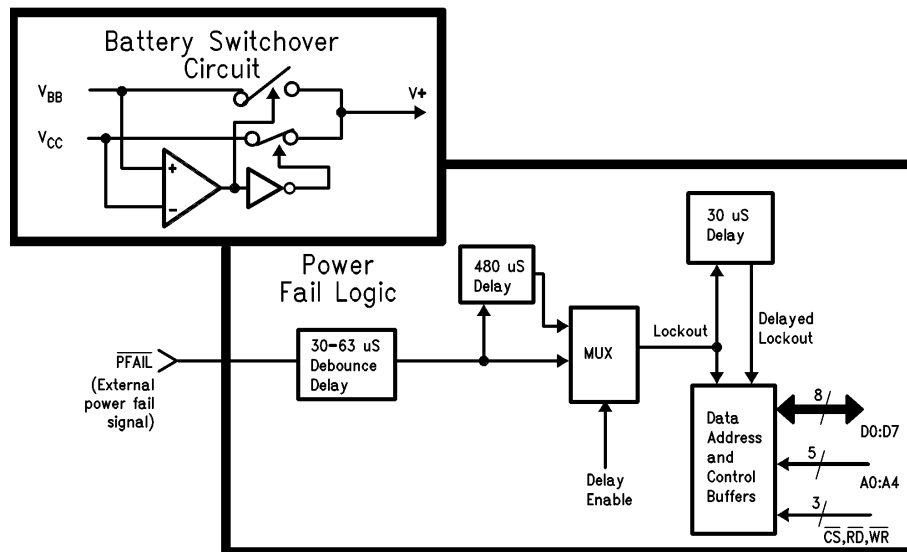 Battery Switchover
Circuit
VBB
VCC
V+
+
−
Power
Fail Logic
480 uS
Delay
30 uS
Delay
PFAIL
(External
power fail
signal)
30-63 uS
Debounce
Delay
MUX
Lockout
Delayed
Lockout
Delay
Enable
Data
Address
and
Control
Buffers
8
D0:D7
5
A0:A4
3
CS,RD,WR